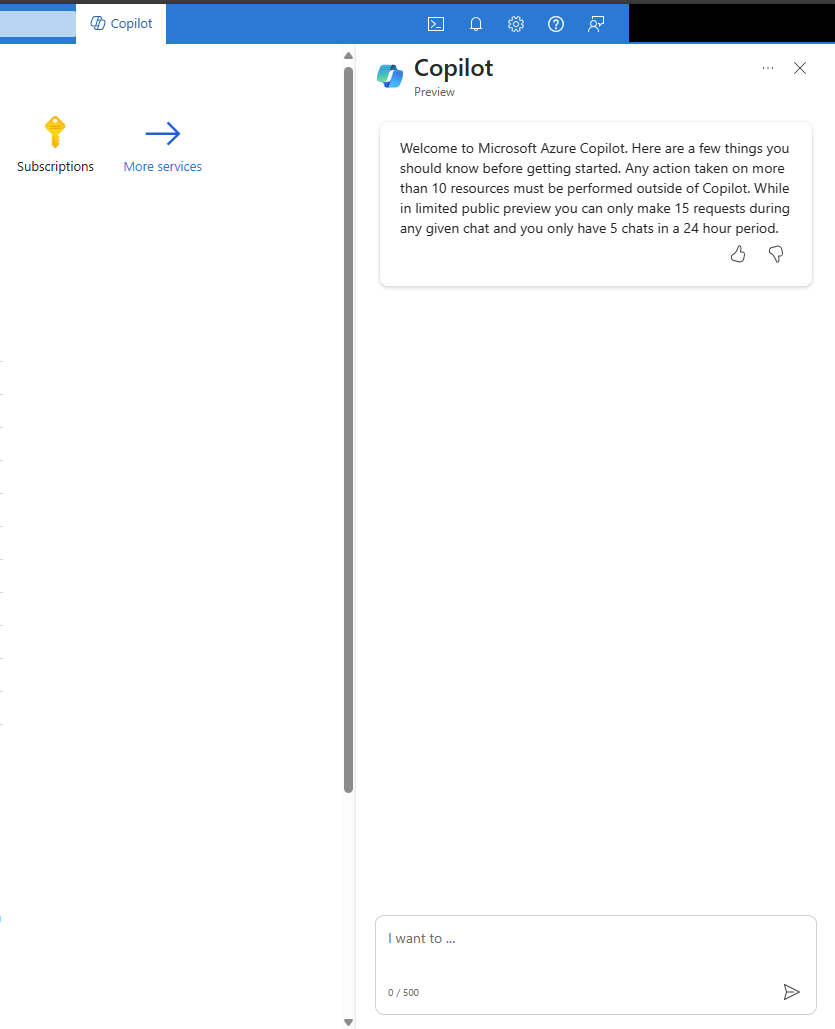 Copilot
Copilot
Preview
Subscriptions
More services
Welcome to Microsoft Azure Copilot. Here are a few things you
should know before getting started. Any action taken on more
than 10 resources must be performed outside of Copilot. While
in limited public preview you can only make 15 requests during
any given chat and you only have 5 chats in a 24 hour period.
I want to ...
0 / 500